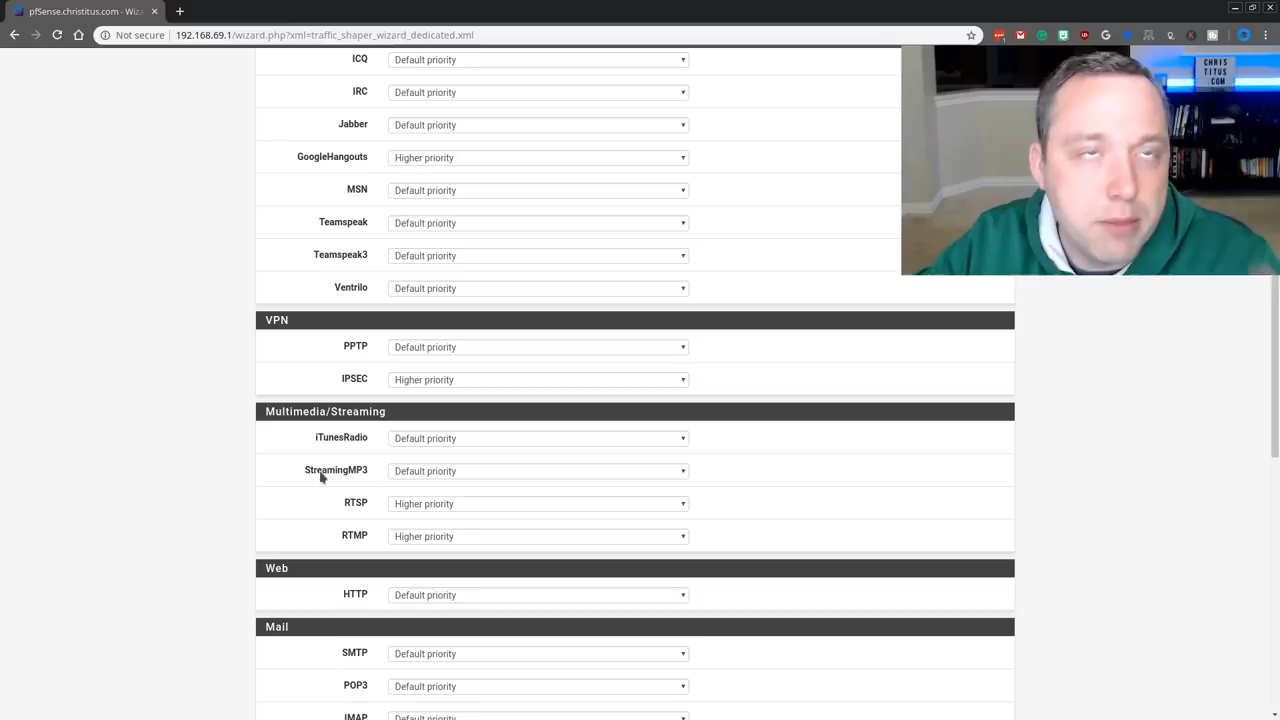 pfSense.christitus.com - Wiza
Not secure 192.168.69.1/wizard.php?xml=traffic_shaper_wizard_dedicated.xml
CHRIS
TITUS
COM
ICQ Default priority
IRC Default priority
Jabber Default priority
GoogleHangouts Higher priority
MSN Default priority
Teamspeak Default priority
Teamspeak3 Default priority
Ventrilo Default priority
VPN
PPTP Default priority
IPSEC Higher priority
Multimedia/Streaming
iTunesRadio Default priority
StreamingMP3 Default priority
RTSP Higher priority
RTMP Higher priority
Web
HTTP Default priority
Mail
SMTP Default priority
POP3 Default priority
IMAP Default priority